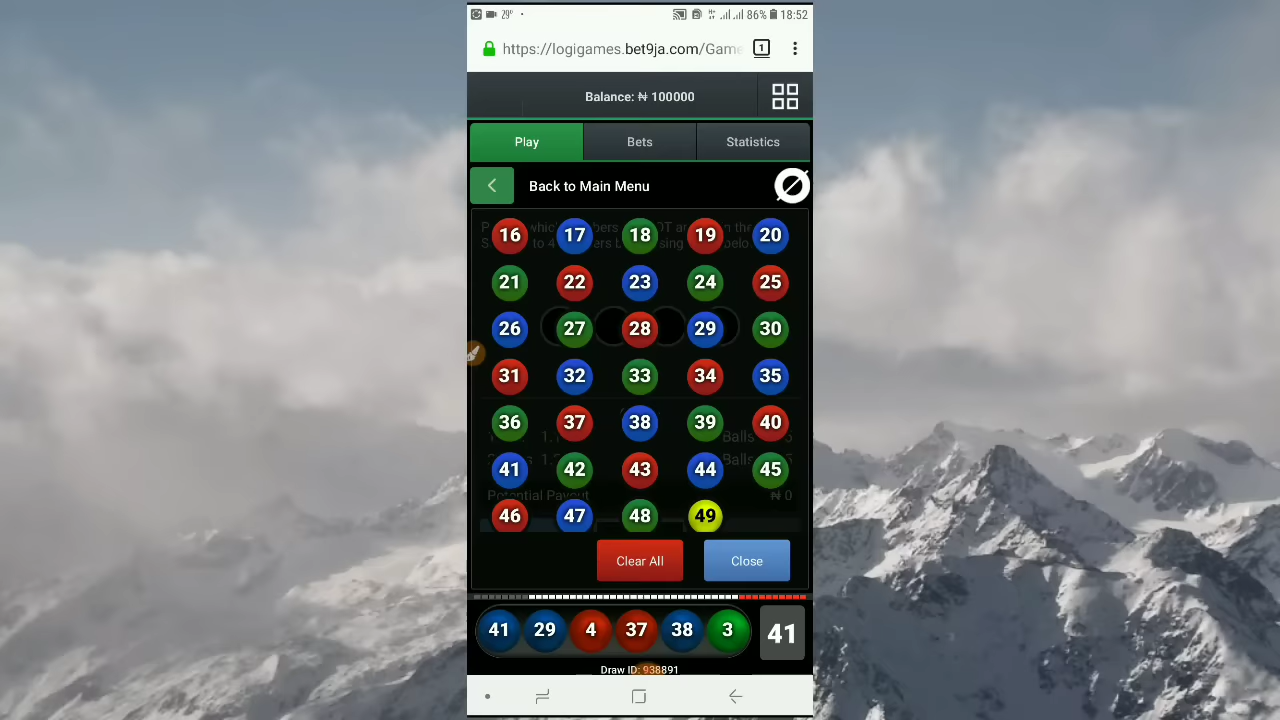 29° 86% 18:52
https://logigames.bet9ja.com/Game 1
Balance: ₦ 100000
Play Bets Statistics
Back to Main Menu
16 17 18 19 20
21 22 23 24 25
26 27 28 29 30
31 32 33 34 35
36 37 38 39 40
41 42 43 44 45
Potential Payout ₦ 0
46 47 48 49
Clear All Close
41 29 4 37 38 3 41
Draw ID: 938891